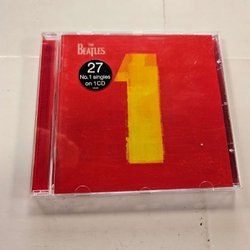 THE
BEATLES
27
No.1 singles
on 1CD
1